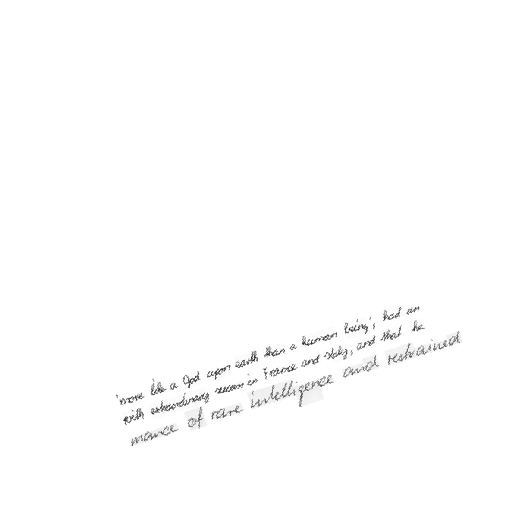 'more like a God upon earth than a human being', had an
with extraordinary success in France and Italy, and that he
mance of rare intelligence and restrained